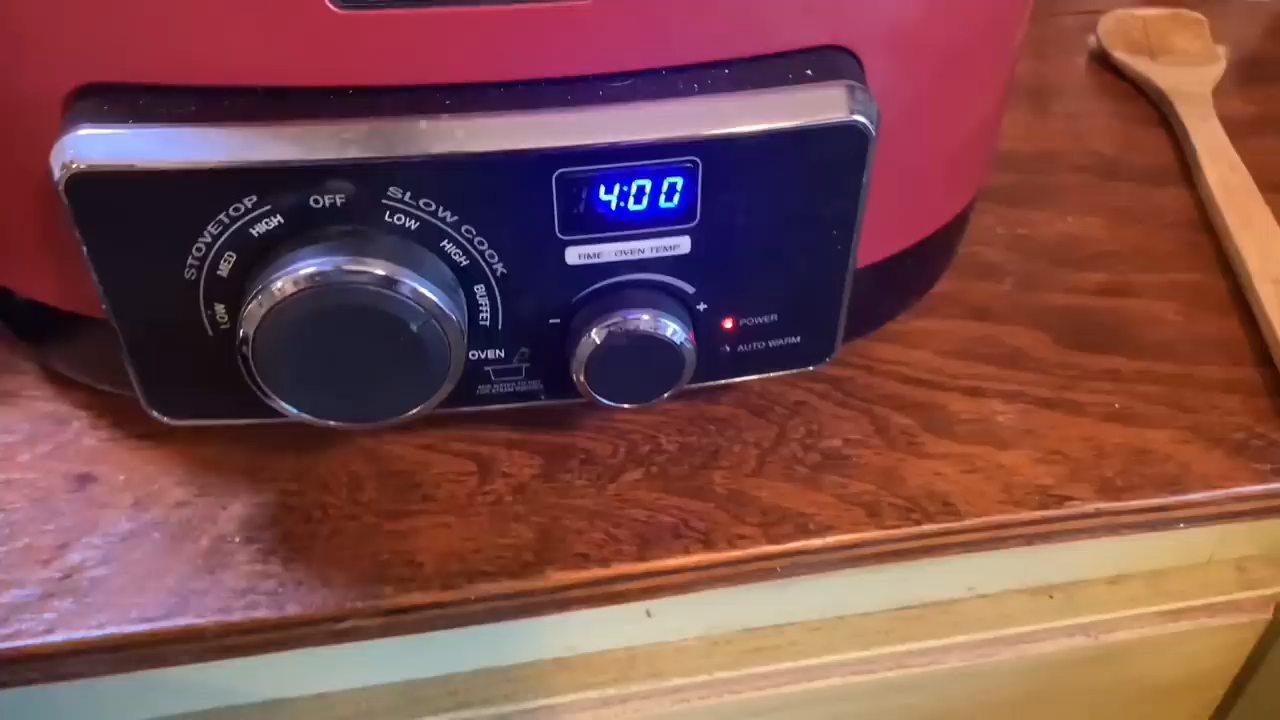 STOVETOP
LOW
MED
HIGH
OFF
SLOW COOK
LOW
HIGH
BUFFET
OVEN
4:00
TIME / OVEN TEMP
-
+
POWER
AUTO WARM